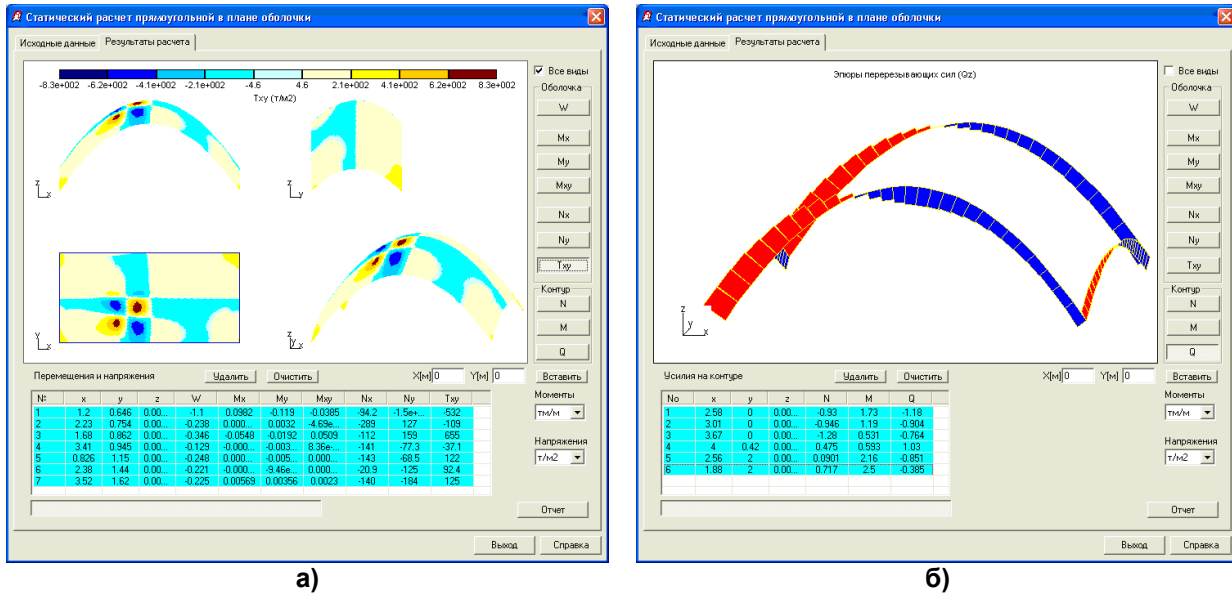 Статический расчет прямоугольной в плане оболочки
Исходные данные Результаты расчета
-8.3e+002 -6.2e+002 -4.1e+002 -2.1e+002 -4.6 4.6 2.1e+002 4.1e+002 6.2e+002 8.3e+002
Txy (т/м2)
z x
z y
y x
z y x
Все виды
Оболочка
W
Mx
My
Mxy
Nx
Ny
Txy
Контур
N
M
Q
Перемещения и напряжения Удалить Очистить X[м] 0 Y[м] 0 Вставить
№ x y z W Mx My Mxy Nx Ny Txy
1 1.2 0.646 0.00... -1.1 0.0982 -0.119 -0.0385 -94.2 -1.5e+... -532
2 2.23 0.754 0.00... -0.238 0.000... 0.0032 -4.69e... -289 127 -109
3 1.68 0.862 0.00... -0.346 -0.0548 -0.0192 0.0509 -112 159 655
4 3.41 0.945 0.00... -0.129 -0.000... -0.003... 8.36e-... -141 -77.3 -37.1
5 0.826 1.15 0.00... -0.248 0.000... -0.005... 0.000... -143 -68.5 122
6 2.38 1.44 0.00... -0.221 -0.000... -9.46e... 0.000... -20.9 -125 92.4
7 3.52 1.62 0.00... -0.225 0.00569 0.00356 0.0023 -140 -184 125
Моменты
тм/м
Напряжения
т/м2
Отчет
Выход Справка
а)
Статический расчет прямоугольной в плане оболочки
Исходные данные Результаты расчета
Эпюры перерезывающих сил (Qz)
z y x
Все виды
Оболочка
W
Mx
My
Mxy
Nx
Ny
Txy
Контур
N
M
Q
Усилия на контуре Удалить Очистить X[м] 0 Y[м] 0 Вставить
No x y z N M Q
1 2.58 0 0.00... -0.93 1.73 -1.18
2 3.01 0 0.00... -0.946 1.19 -0.904
3 3.67 0 0.00... -1.28 0.531 -0.764
4 4 0.42 0.00... 0.475 0.593 1.03
5 2.56 2 0.00... 0.0901 2.16 -0.851
6 1.88 2 0.00... 0.717 2.5 -0.385
Моменты
тм/м
Напряжения
т/м2
Отчет
Выход Справка
б)